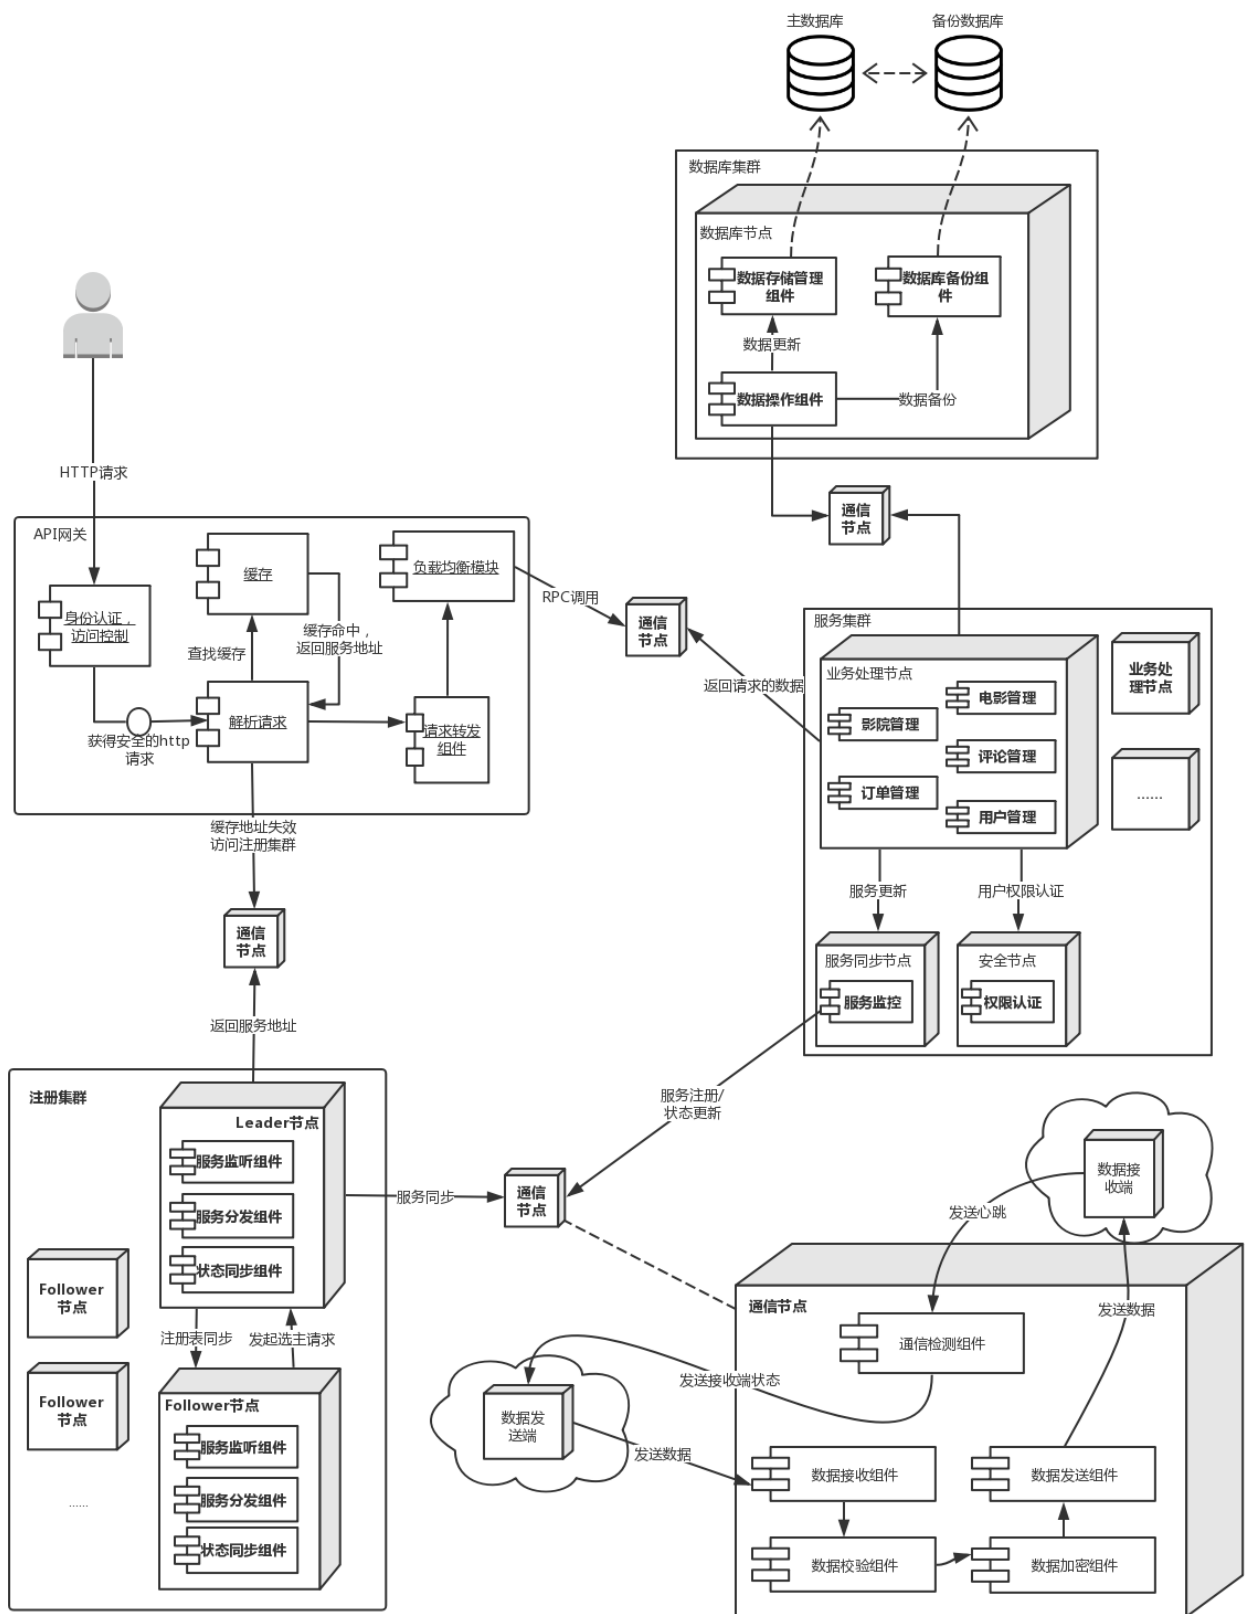 主数据库
备份数据库
数据库集群
数据库节点
数据存储管理
组件
数据库备份组
件
数据更新
数据操作组件
数据备份
HTTP请求
通信
节点
API网关
缓存
负载均衡模块
身份认证，
访问控制
查找缓存
缓存命中，
返回服务地址
RPC调用
通信
节点
解析请求
请求转发
组件
获得安全的http
请求
返回请求的数据
服务集群
业务处理节点
电影管理
影院管理
评论管理
订单管理
用户管理
业务处
理节点
......
缓存地址失效
访问注册集群
服务更新
用户权限认证
通信
节点
服务同步节点
服务监控
安全节点
权限认证
返回服务地址
注册集群
Leader节点
服务监听组件
服务分发组件
状态同步组件
服务注册/
状态更新
服务同步
通信
节点
数据接
收端
发送心跳
Follower
节点
注册表同步
发起选主请求
通信节点
通信检测组件
发送数据
Follower
节点
......
Follower节点
服务监听组件
服务分发组件
状态同步组件
发送接收端状态
数据发
送端
发送数据
数据接收组件
数据发送组件
数据校验组件
数据加密组件